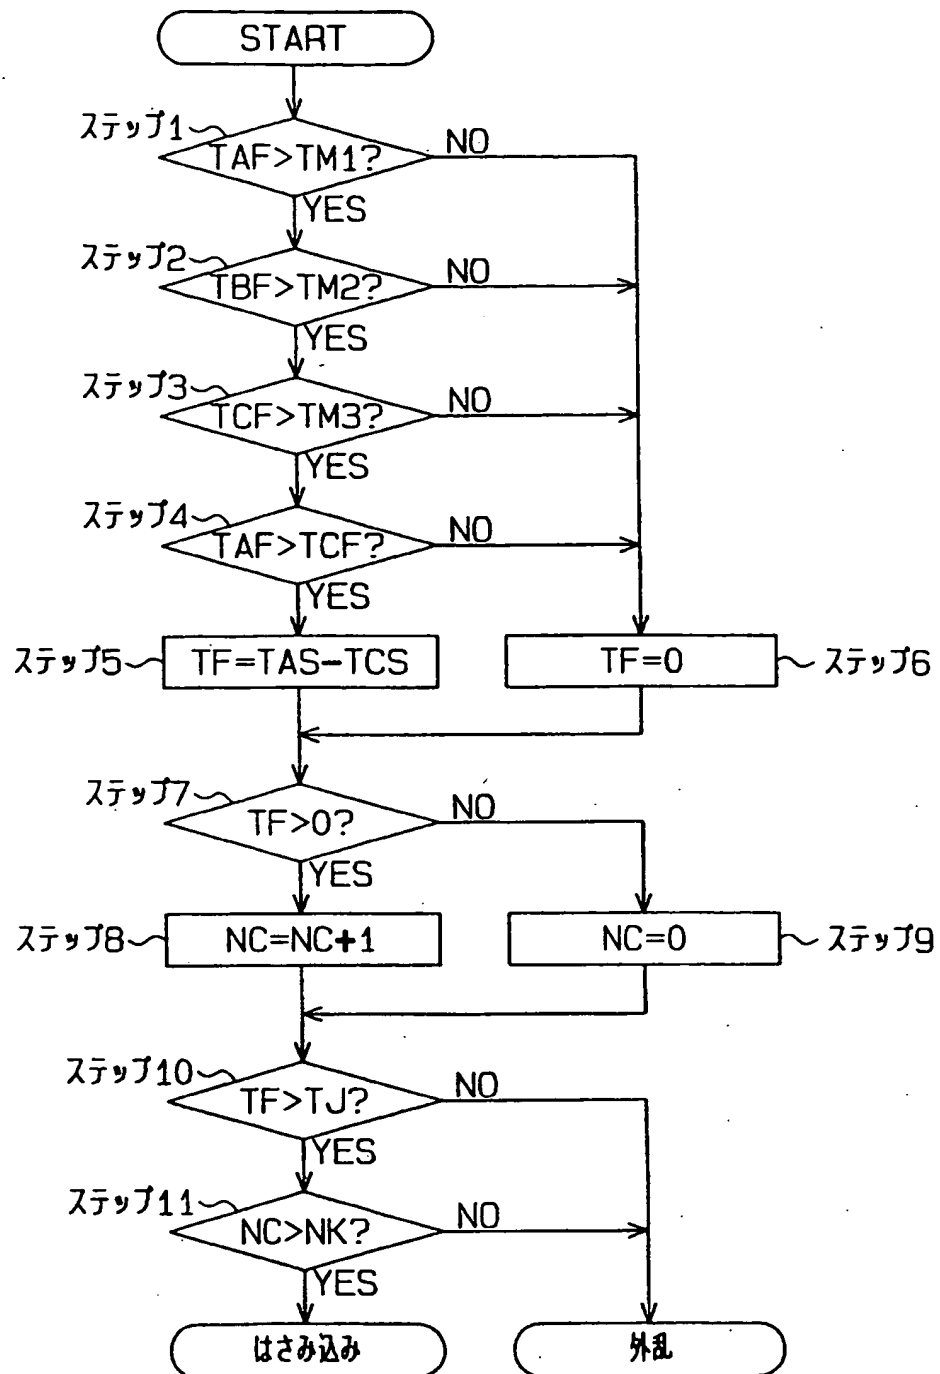 START
ステップ1
TAF>TM1?
NO
YES
ステップ2
TBF>TM2?
NO
YES
ステップ3
TCF>TM3?
NO
YES
ステップ4
TAF>TCF?
NO
YES
ステップ5
TF=TAS-TCS
TF=0
ステップ6
ステップ7
TF>0?
NO
YES
ステップ8
NC=NC+1
NC=0
ステップ9
ステップ10
TF>TJ?
NO
YES
ステップ11
NC>NK?
NO
YES
はさみ込み
外乱